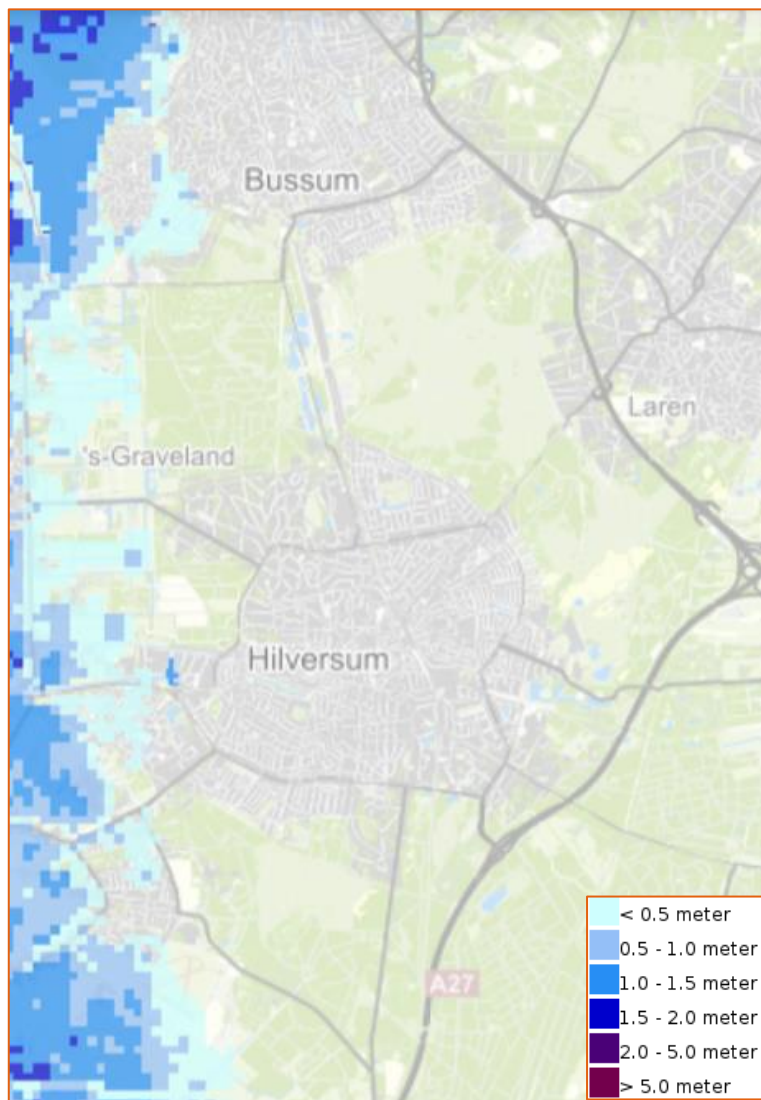 Bussum
Laren
's-Graveland
Hilversum
A27
< 0.5 meter
0.5 - 1.0 meter
1.0 - 1.5 meter
1.5 - 2.0 meter
2.0 - 5.0 meter
> 5.0 meter